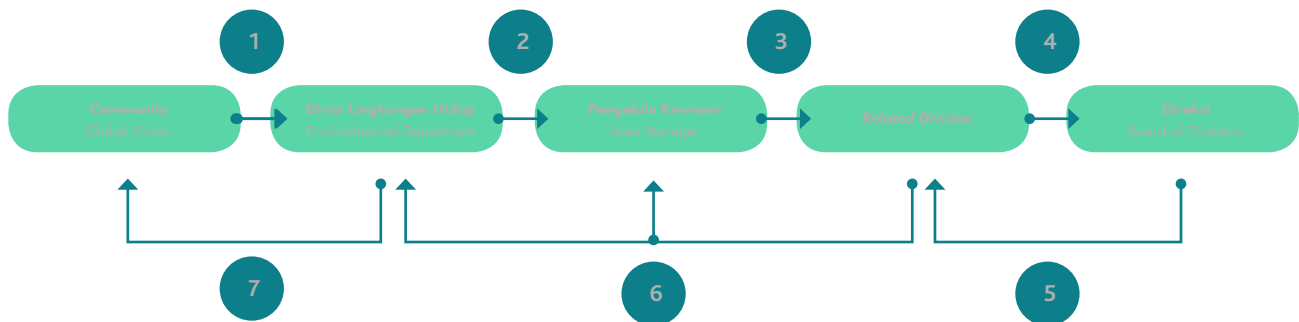 1
2
3
4
Community
Global Vision
Divisi Lingkungan Hidup
Environmental Department
Pengelola Kawasan
Area Manager
Related Division
Direksi
Board of Directors
7
6
5